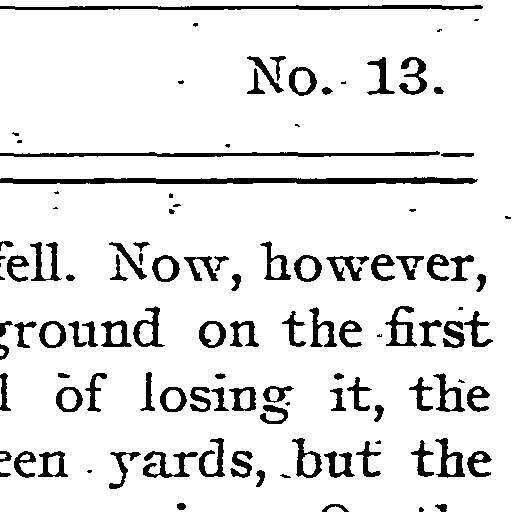 No. 13.
fell. Now, however,
ground on the first
l of losing it, the
een yards, but the